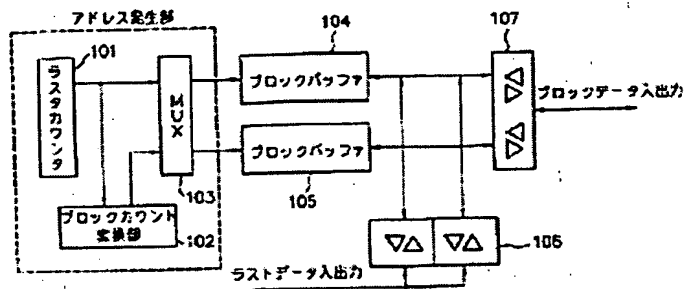 アドレス発生部
101
ラスタカウンタ
MUX
103
ブロックカウント
変換部
102
104
ブロックバッファ
ブロックバッファ
105
107
ブロックデータ入出力
106
ラストデータ入出力